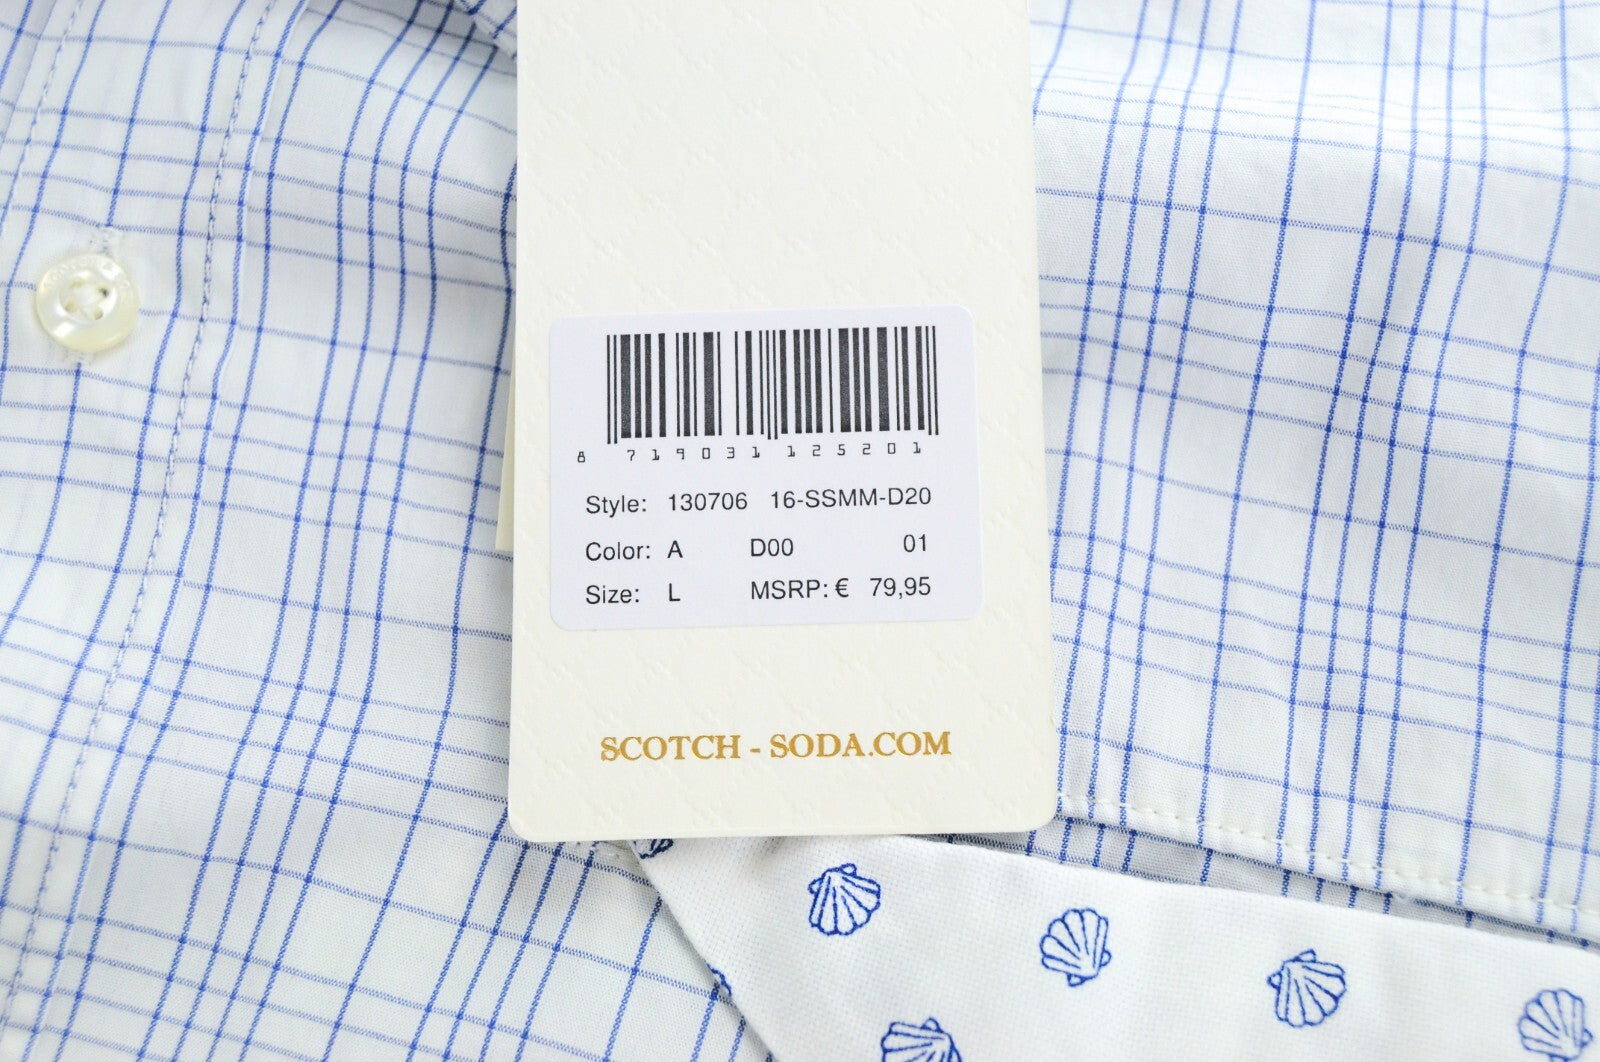 8 719031 125201
Style: 130706 16-SSMM-D20
Color: A D00 01
Size: L MSRP: € 79,95
SCOTCH - SODA.COM